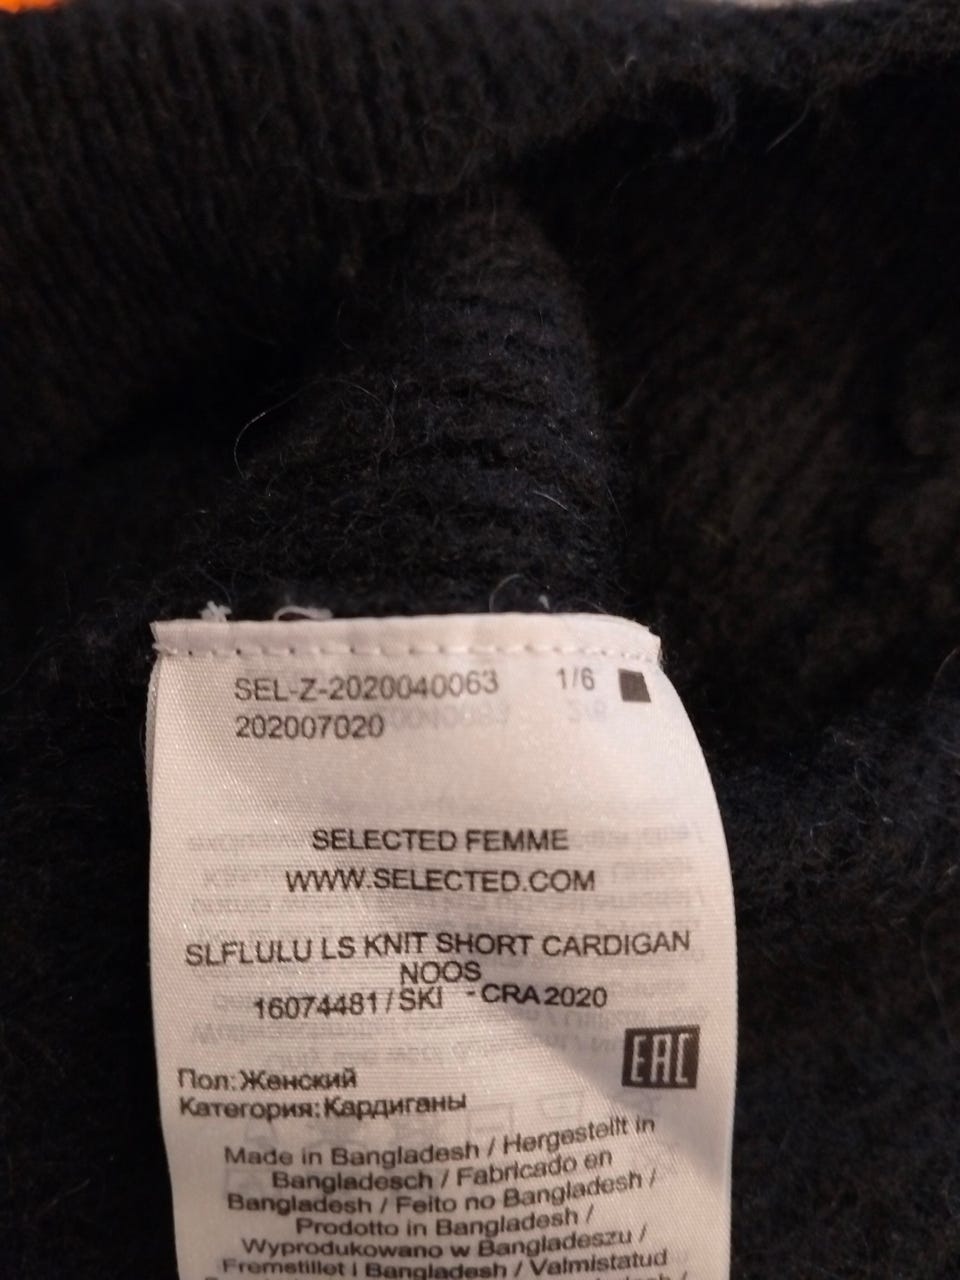 SEL-Z-2020040063 1/6
202007020
SELECTED FEMME
WWW.SELECTED.COM
SLFLULU LS KNIT SHORT CARDIGAN
NOOS
16074481/SKI -CRA2020
EAC
Пол:Женский
Категория:Кардиганы
Made in Bangladesh / Hergestellt in
Bangladesch / Fabricado en
Bangladesh / Feito no Bangladesh /
Prodotto in Bangladesh /
Wyprodukowano w Bangladeszu /
Fremstillet i Bangladesh / Valmistatud